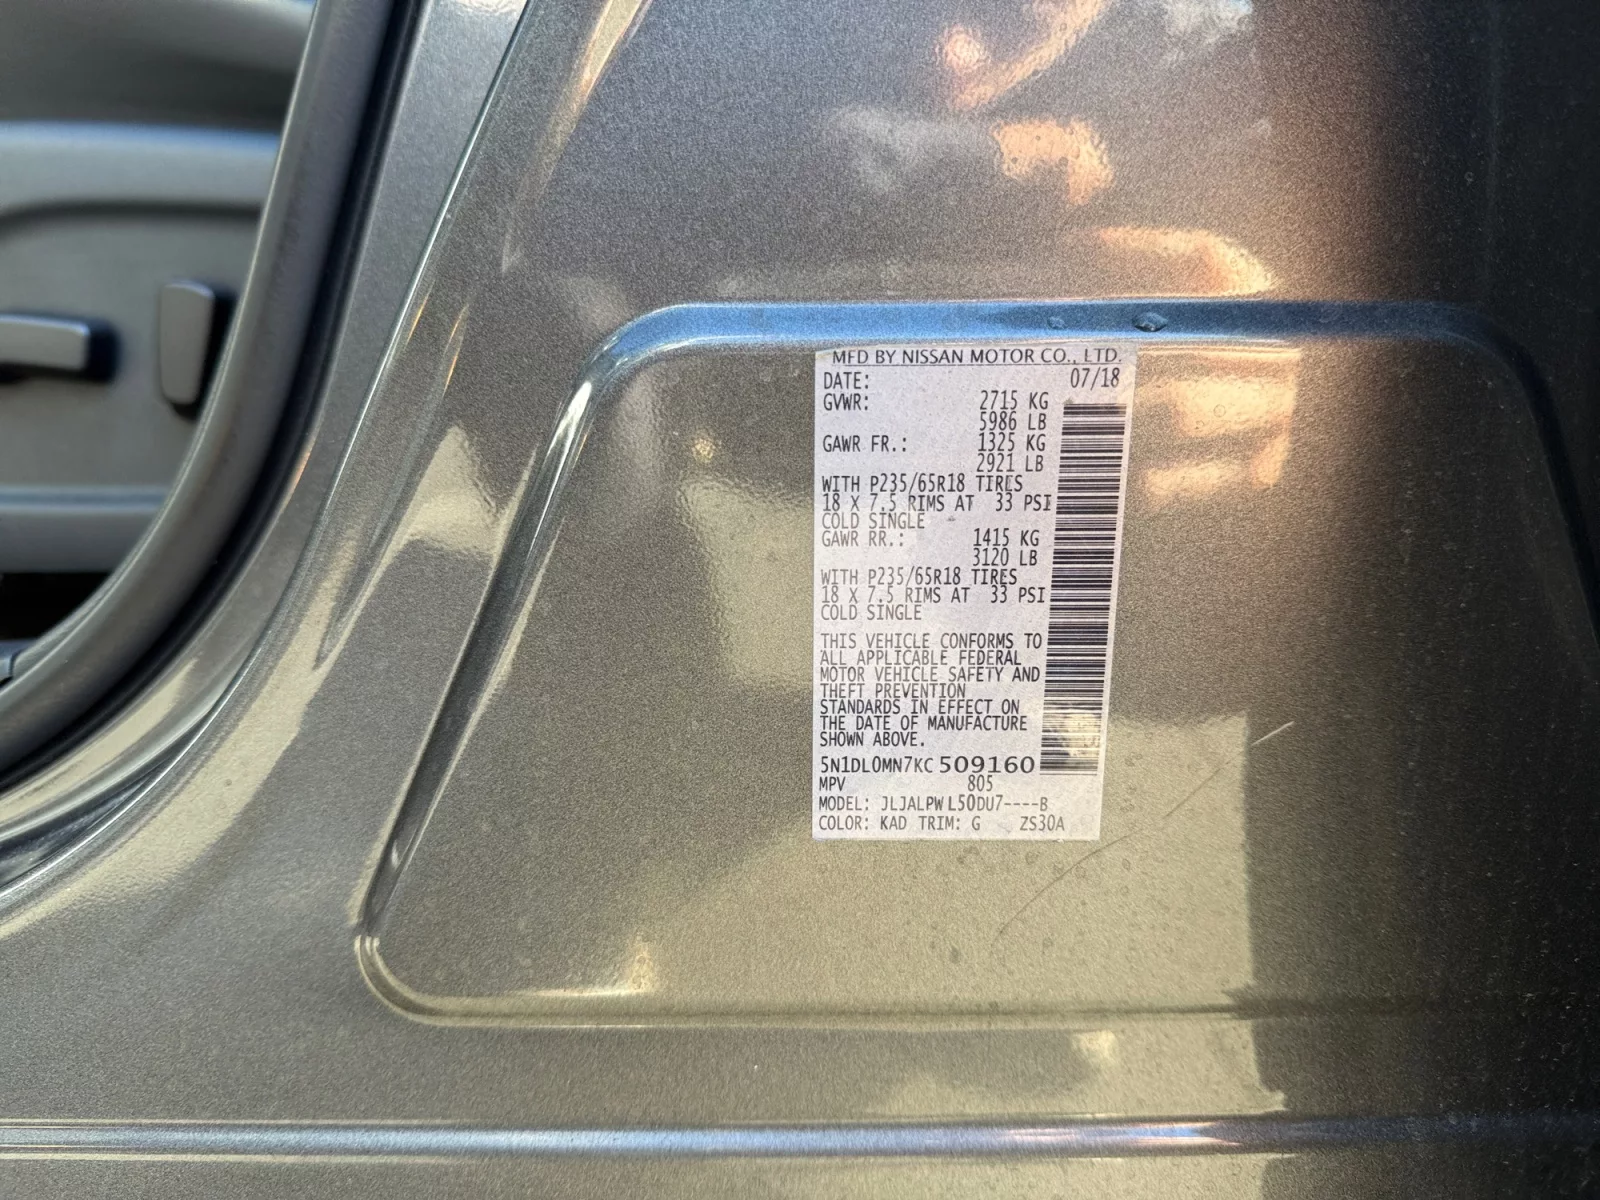 MFD BY NISSAN MOTOR CO., LTD.
DATE: 07/18
GVWR: 2715 KG
5986 LB
GAWR FR.: 1325 KG
2921 LB
WITH P235/65R18 TIRES
18 X 7.5 RIMS AT 33 PSI
COLD SINGLE
GAWR RR.: 1415 KG
3120 LB
WITH P235/65R18 TIRES
18 X 7.5 RIMS AT 33 PSI
COLD SINGLE
THIS VEHICLE CONFORMS TO
ALL APPLICABLE FEDERAL
MOTOR VEHICLE SAFETY AND
THEFT PREVENTION
STANDARDS IN EFFECT ON
THE DATE OF MANUFACTURE
SHOWN ABOVE.
5N1DL0MN7KC 509160
MPV 805
MODEL: JLJALPW L50DU7----B
COLOR: KAD TRIM: G ZS30A